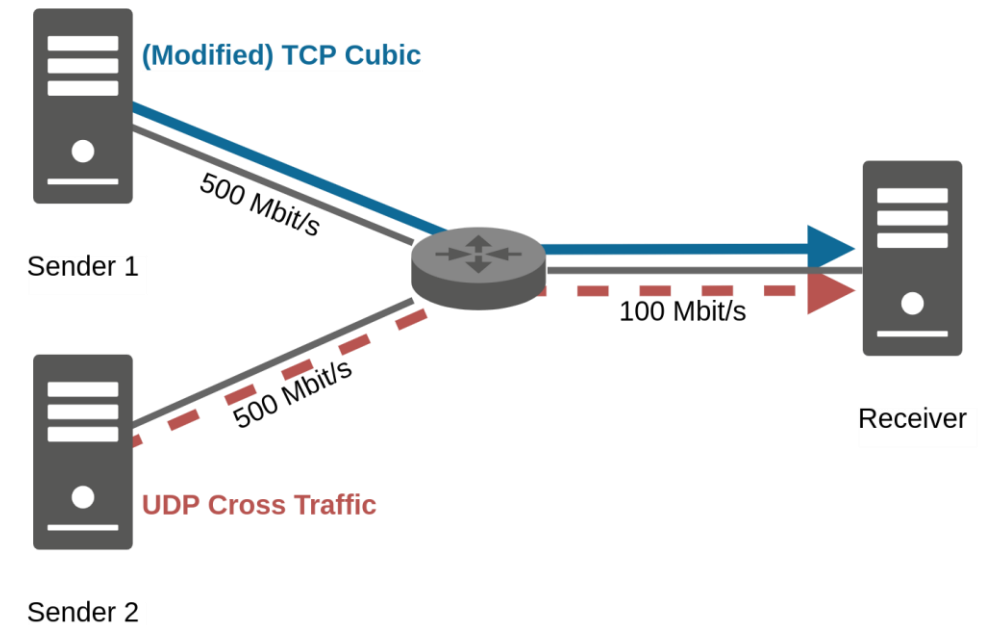 (Modified) TCP Cubic
500 Mbit/s
Sender 1
100 Mbit/s
500 Mbit/s
Receiver
UDP Cross Traffic
Sender 2